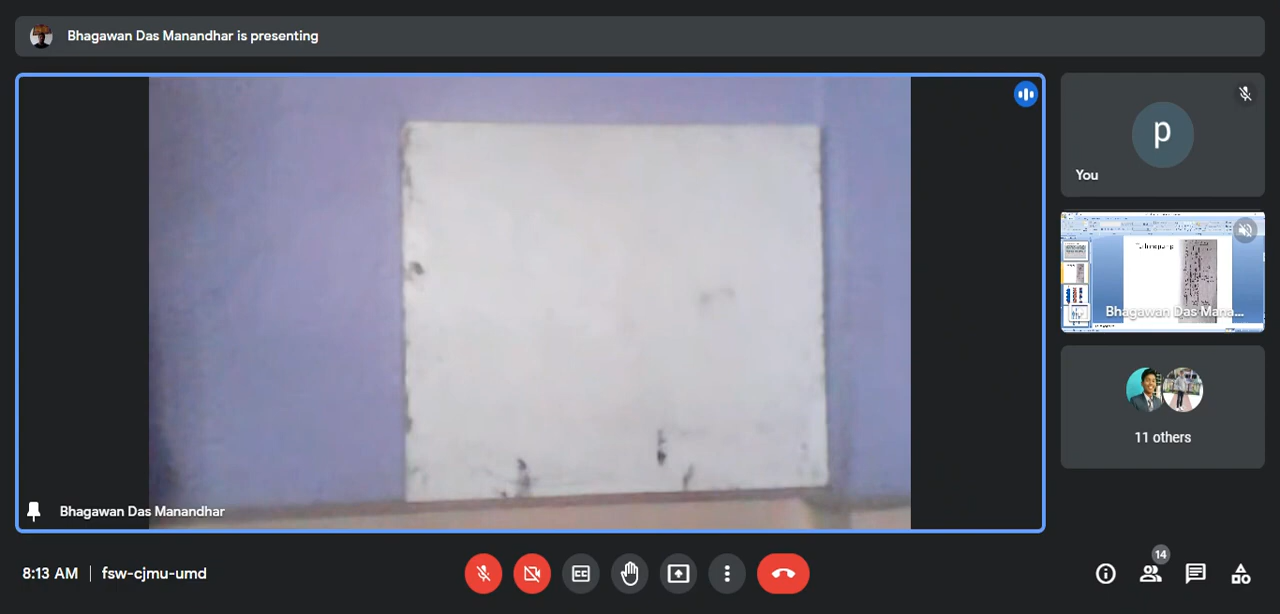 Bhagawan Das Manandhar is presenting
p
You
Bhagawan Das Mana...
11 others
Bhagawan Das Manandhar
8:13 AM | fsw-cjmu-umd
CC
14